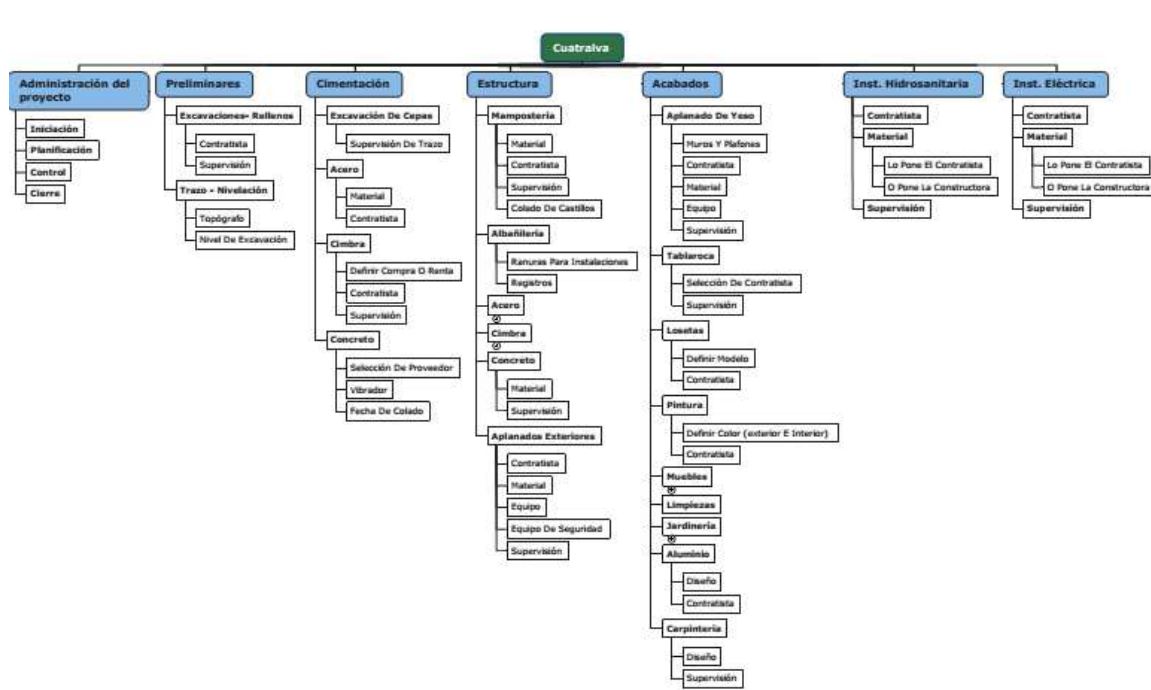 Cuatralva
Administración del
proyecto
Iniciación
Planificación
Control
Cierre
Preliminares
Excavaciones- Rellenos
Contratista
Supervisión
Trazo - Nivelación
Topógrafo
Nivel De Excavación
Cimentación
Excavación De Cepas
Supervisión De Trazo
Acero
Material
Contratista
Cimbra
Definir Compra O Renta
Contratista
Supervisión
Concreto
Selección De Proveedor
Vibrador
Fecha De Colado
Estructura
Mampostería
Material
Contratista
Supervisión
Colado De Castillos
Albañilería
Ranuras Para Instalaciones
Registros
Acero
Cimbra
Concreto
Material
Supervisión
Aplanados Exteriores
Contratista
Material
Equipo
Equipo De Seguridad
Supervisión
Acabados
Aplanado De Yeso
Muros Y Plafones
Contratista
Material
Equipo
Supervisión
Tablaroca
Selección De Contratista
Supervisión
Losetas
Definir Modelo
Contratista
Pintura
Definir Color (exterior E Interior)
Contratista
Muebles
Limpiezas
Jardinería
Aluminio
Diseño
Contratista
Carpintería
Diseño
Supervisión
Inst. Hidrosanitaria
Contratista
Material
Lo Pone El Contratista
O Pone La Constructora
Supervisión
Inst. Eléctrica
Contratista
Material
Lo Pone El Contratista
O Pone La Constructora
Supervisión